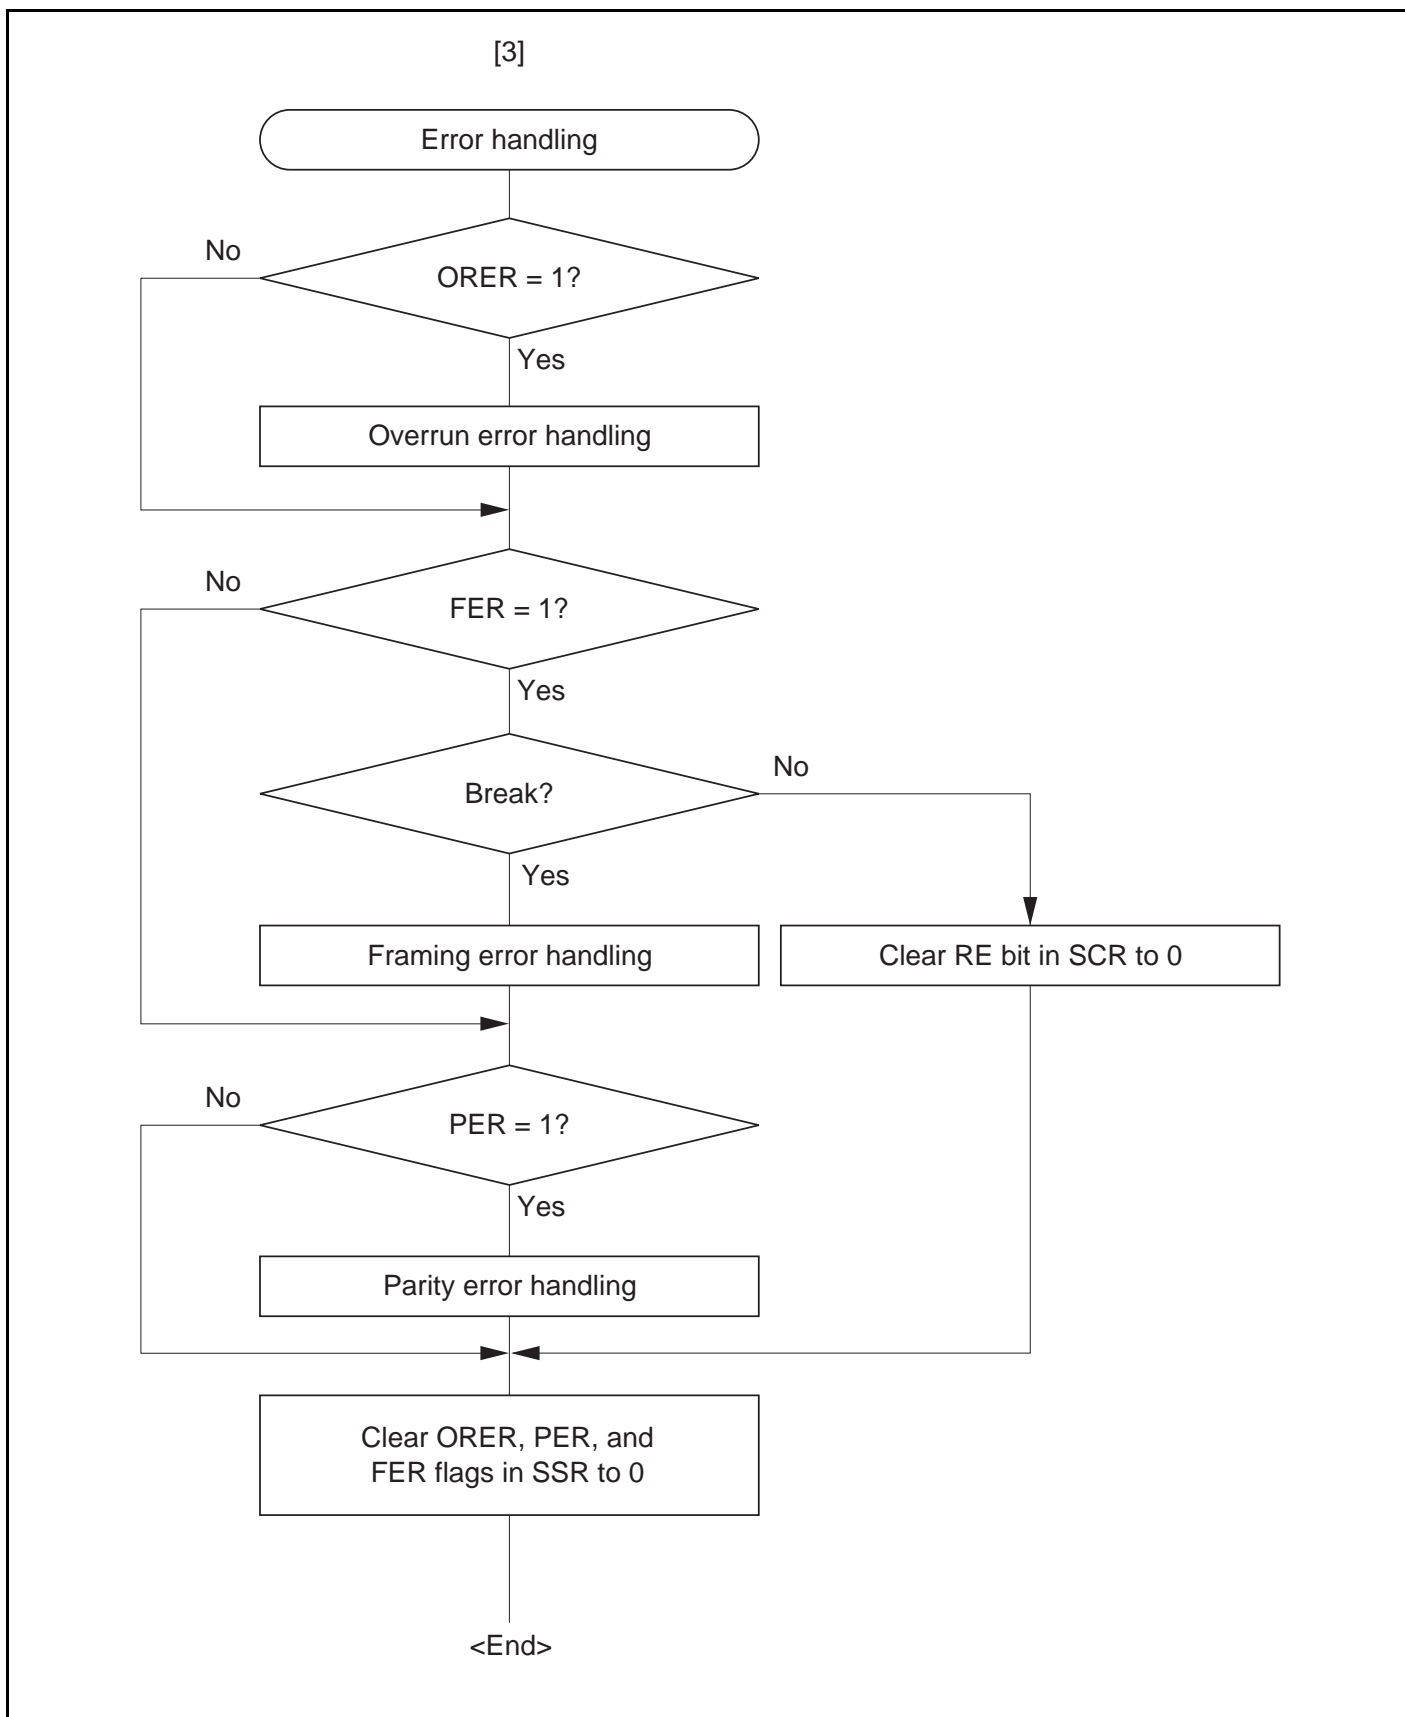 [3]
Error handling
No
ORER = 1?
Yes
Overrun error handling
No
FER = 1?
Yes
No
Break?
Yes
Framing error handling
Clear RE bit in SCR to 0
No
PER = 1?
Yes
Parity error handling
Clear ORER, PER, and
FER flags in SSR to 0
<End>